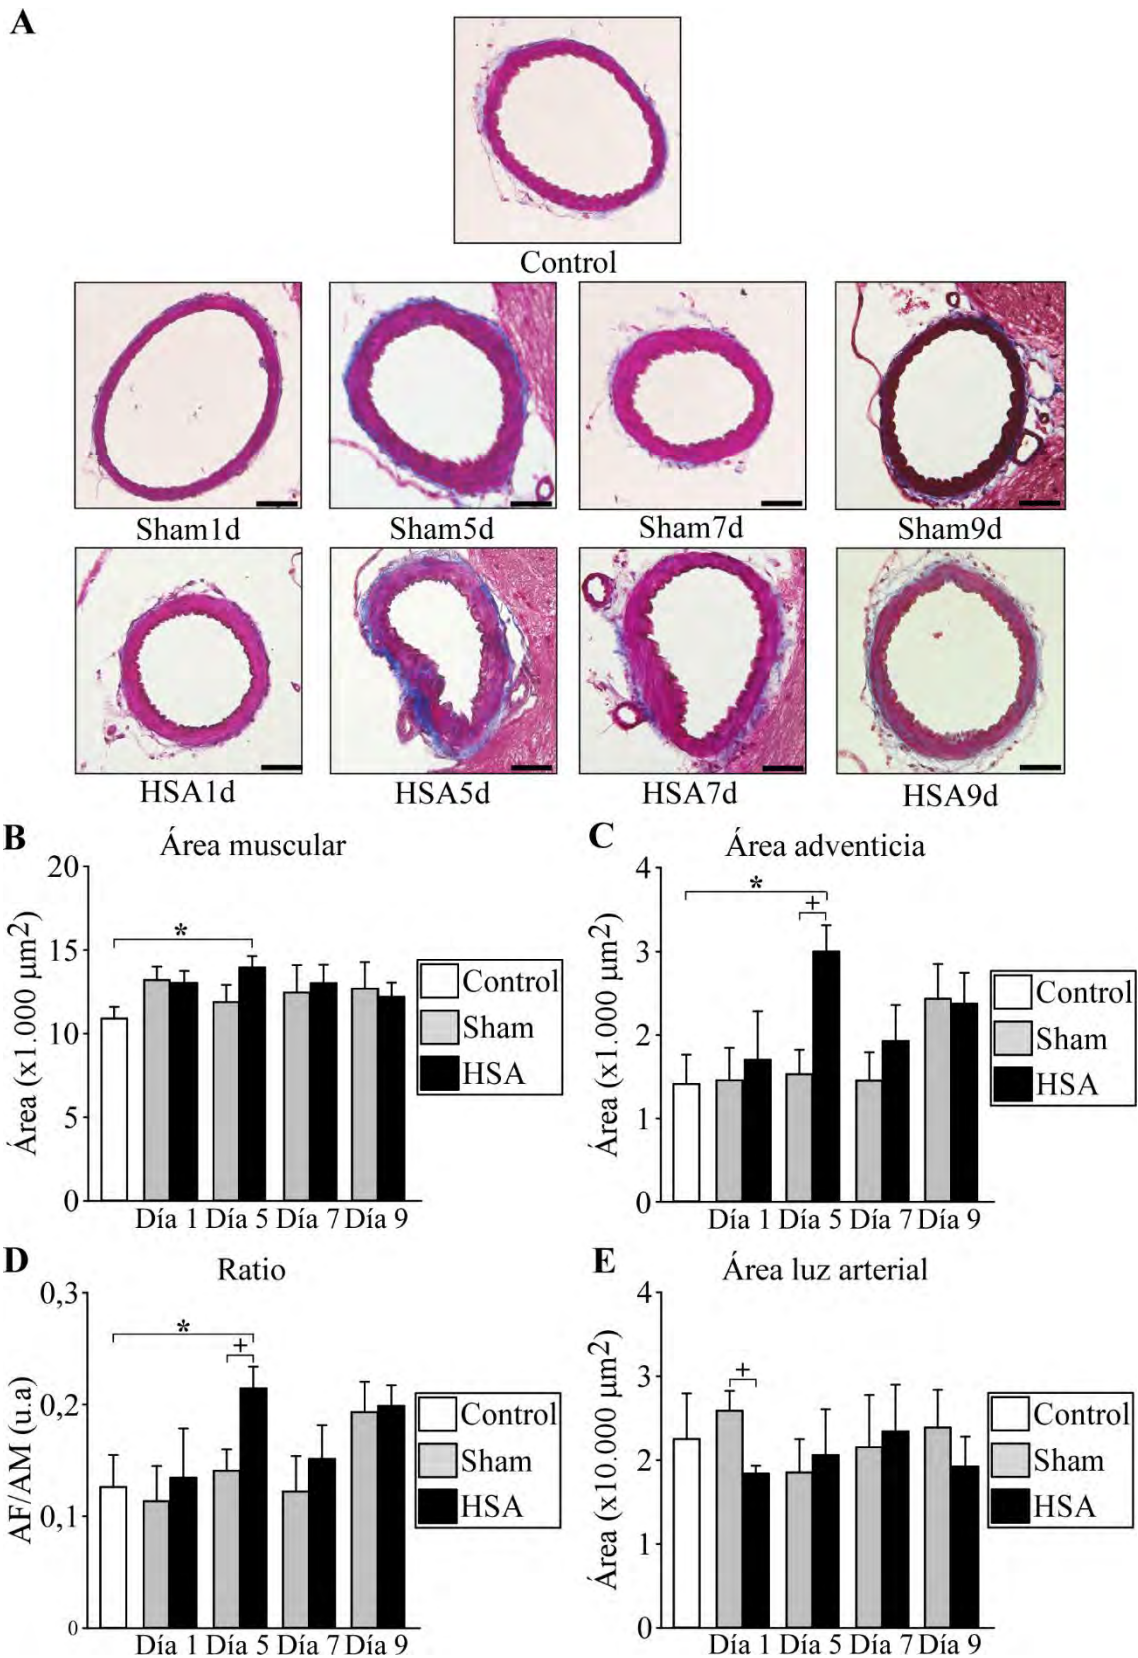 A
Control
Sham1d Sham5d Sham7d Sham9d
HSA1d HSA5d HSA7d HSA9d
B
Área muscular
Área (x1.000 µm²)
20
15
10
5
0
*
Día 1 Día 5 Día 7 Día 9
Control
Sham
HSA
C
Área adventicia
Área (x1.000 µm²)
4
3
2
1
0
*
+
Día 1 Día 5 Día 7 Día 9
Control
Sham
HSA
D
Ratio
AF/AM (u.a)
0,3
0,2
0,1
0
*
+
Día 1 Día 5 Día 7 Día 9
Control
Sham
HSA
E
Área luz arterial
Área (x10.000 µm²)
4
3
2
1
0
+
Día 1 Día 5 Día 7 Día 9
Control
Sham
HSA